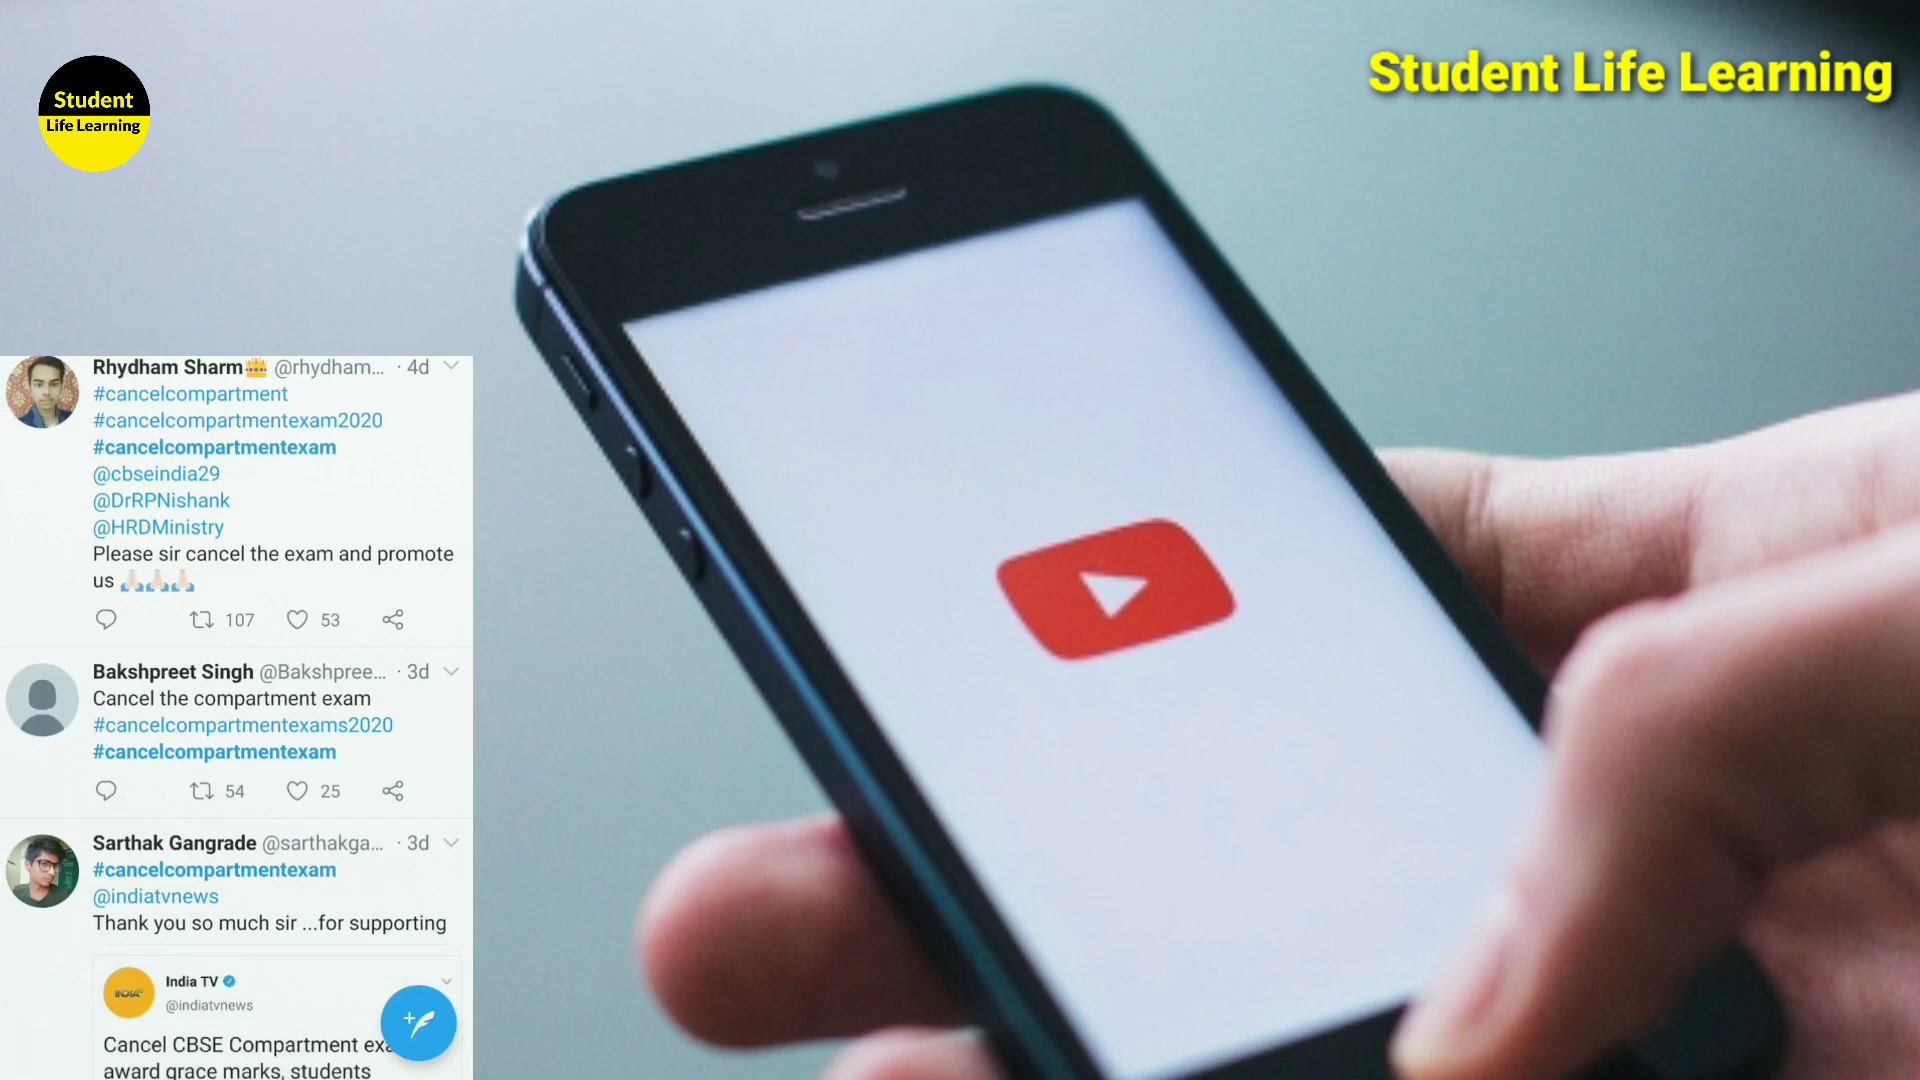 Student
Life Learning
Student Life Learning
Rhydham Sharm👑 @rhydham... · 4d
#cancelcompartment
#cancelcompartmentexam2020
#cancelcompartmentexam
@cbseindia29
@DrRPNishank
@HRDMinistry
Please sir cancel the exam and promote
us 🙏🏻🙏🏻🙏🏻
107 53
Bakshpreet Singh @Bakshpree... · 3d
Cancel the compartment exam
#cancelcompartmentexams2020
#cancelcompartmentexam
54 25
Sarthak Gangrade @sarthakga... · 3d
#cancelcompartmentexam
@indiatvnews
Thank you so much sir ...for supporting
India TV
@indiatvnews
Cancel CBSE Compartment
award grace marks, students